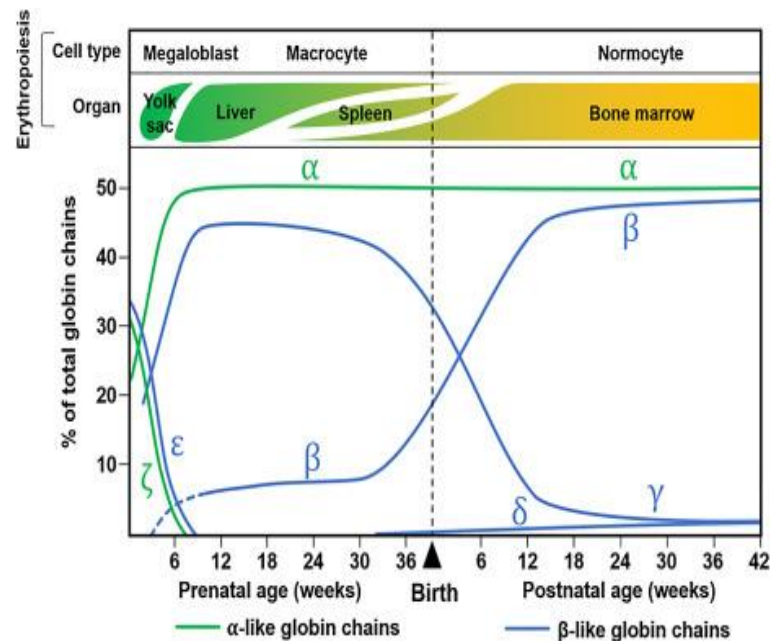 Erythropoiesis
Cell type
Megaloblast
Macrocyte
Normocyte
Organ
Yolk
sac
Liver
Spleen
Bone marrow
% of total globin chains
50
40
30
20
10
α
α
β
ε
ζ
β
δ
γ
6 12 18 24 30 36 6 12 18 24 30 36 42
Prenatal age (weeks)
Birth
Postnatal age (weeks)
α-like globin chains
β-like globin chains